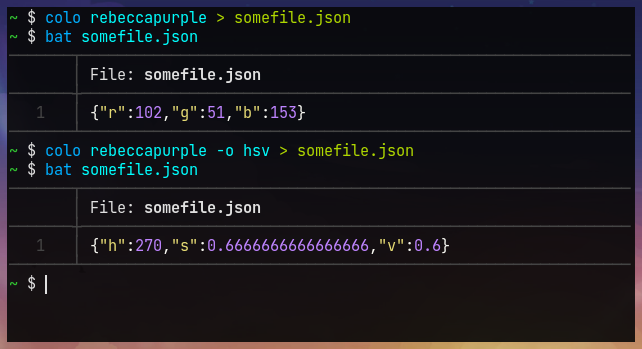 ~ $ colo rebeccapurple > somefile.json
~ $ bat somefile.json
File: somefile.json
1 {"r":102,"g":51,"b":153}
~ $ colo rebeccapurple -o hsv > somefile.json
~ $ bat somefile.json
File: somefile.json
1 {"h":270,"s":0.6666666666666666,"v":0.6}
~ $